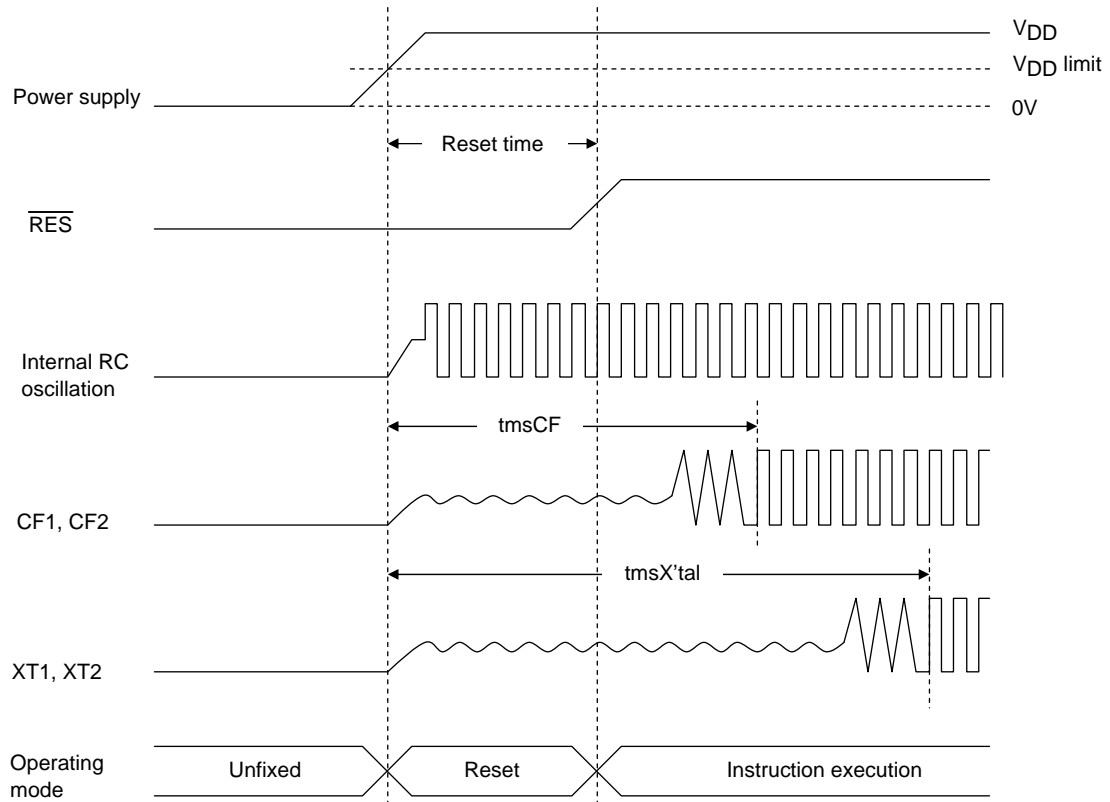 VDD
VDD limit
Power supply
0V
Reset time
RES
Internal RC
oscillation
tmsCF
CF1, CF2
tmsX'tal
XT1, XT2
Operating
mode
Unfixed
Reset
Instruction execution